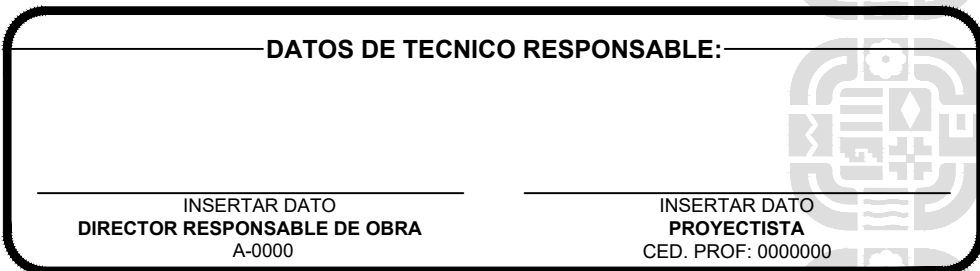 DATOS DE TECNICO RESPONSABLE:
INSERTAR DATO
DIRECTOR RESPONSABLE DE OBRA
A-0000
INSERTAR DATO
PROYECTISTA
CED. PROF: 0000000